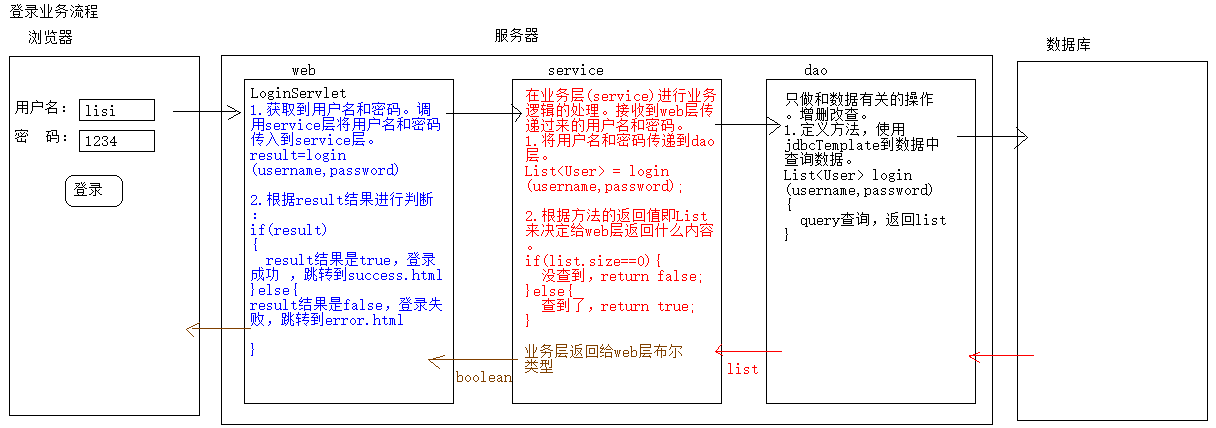 登录业务流程
浏览器
服务器
数据库
用户名：
lisi
密　码：
1234
登录
web
LoginServlet
1.获取到用户名和密码。调
用service层将用户名和密码
传入到service层。
result=login
(username,password)
2.根据result结果进行判断
：
if(result)
{
result结果是true，登录
成功 ，跳转到success.html
}else{
result结果是false，登录失
败，跳转到error.html
}
service
在业务层(service)进行业务
逻辑的处理。接收到web层传
递过来的用户名和密码。
1.将用户名和密码传递到dao
层。
List<User> = login
(username,password);
2.根据方法的返回值即List
来决定给web层返回什么内容
。
if(list.size==0){
没查到，return false;
}else{
查到了，return true;
}
业务层返回给web层布尔
类型
boolean
dao
只做和数据有关的操作
。增删改查。
1.定义方法，使用
jdbcTemplate到数据中
查询数据。
List<User> login
(username,password)
{
query查询，返回list
}
list